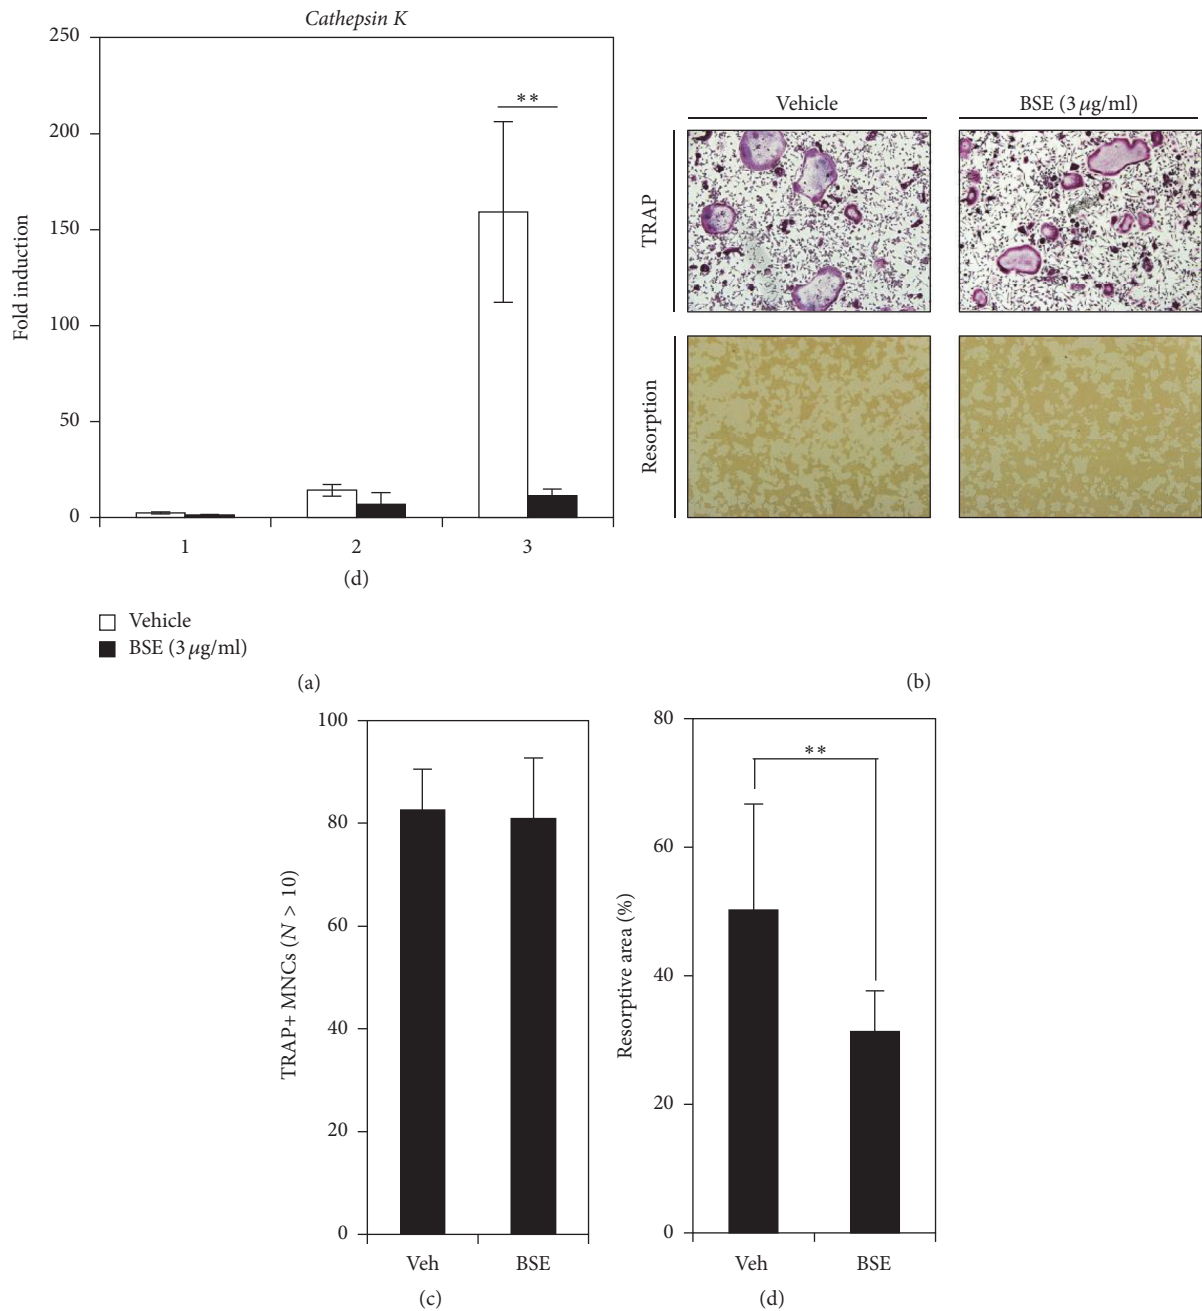 Cathepsin K
250
200
150
100
50
0
Fold induction
**
1 2 3
(d)
Vehicle
BSE (3 μg/ml)
(a)
Vehicle BSE (3 μg/ml)
TRAP
Resorption
(b)
100
80
60
40
20
0
TRAP+ MNCs (N > 10)
Veh BSE
(c)
80
60
40
20
0
Resorptive area (%)
**
Veh BSE
(d)